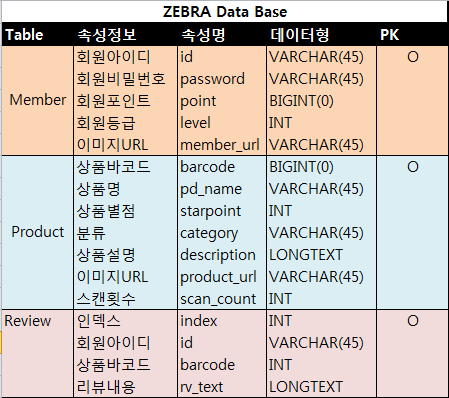 ZEBRA Data Base
Table 속성정보 속성명 데이터형 PK
회원아이디 id VARCHAR(45) O
회원비밀번호 password VARCHAR(45)
Member 회원포인트 point BIGINT(0)
회원등급 level INT
이미지URL member_url VARCHAR(45)
상품바코드 barcode BIGINT(0) O
상품명 pd_name VARCHAR(45)
상품별점 starpoint INT
Product 분류 category VARCHAR(45)
상품설명 description LONGTEXT
이미지URL product_url VARCHAR(45)
스캔횟수 scan_count INT
Review 인덱스 index INT O
회원아이디 id VARCHAR(45)
상품바코드 barcode INT
리뷰내용 rv_text LONGTEXT